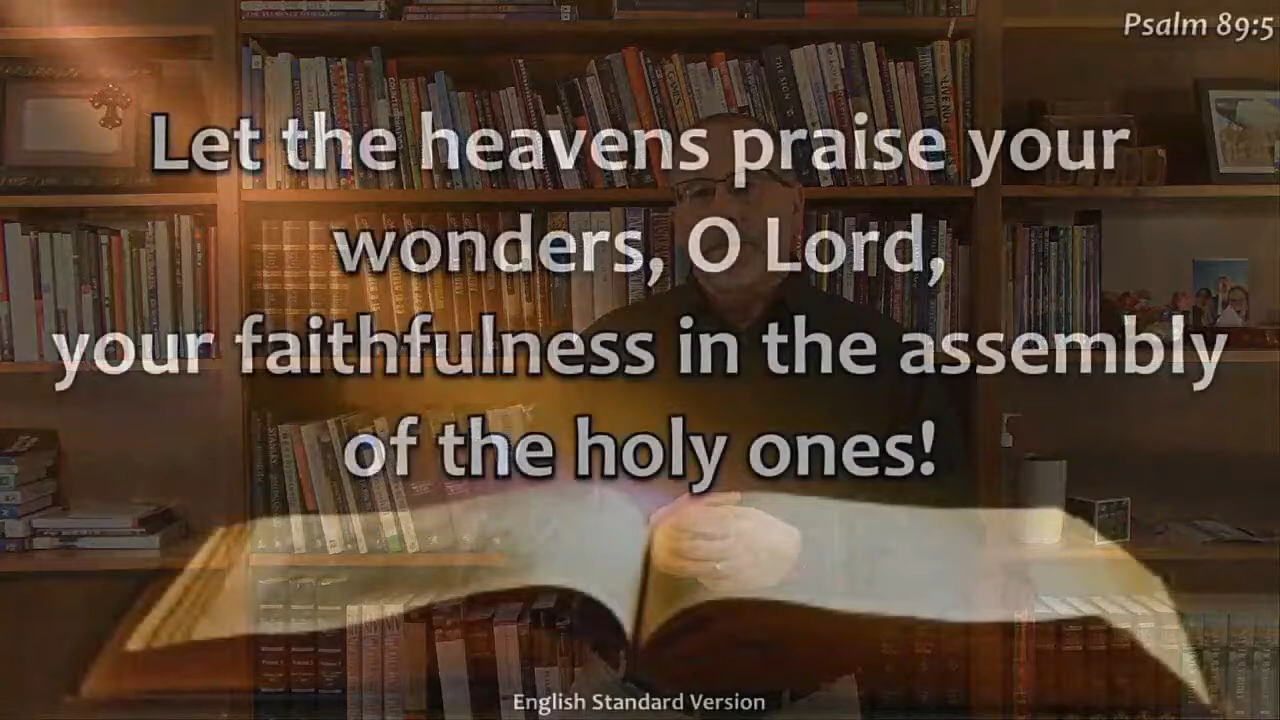 Psalm 89:5
Let the heavens praise your
wonders, O Lord,
your faithfulness in the assembly
of the holy ones!
English Standard Version